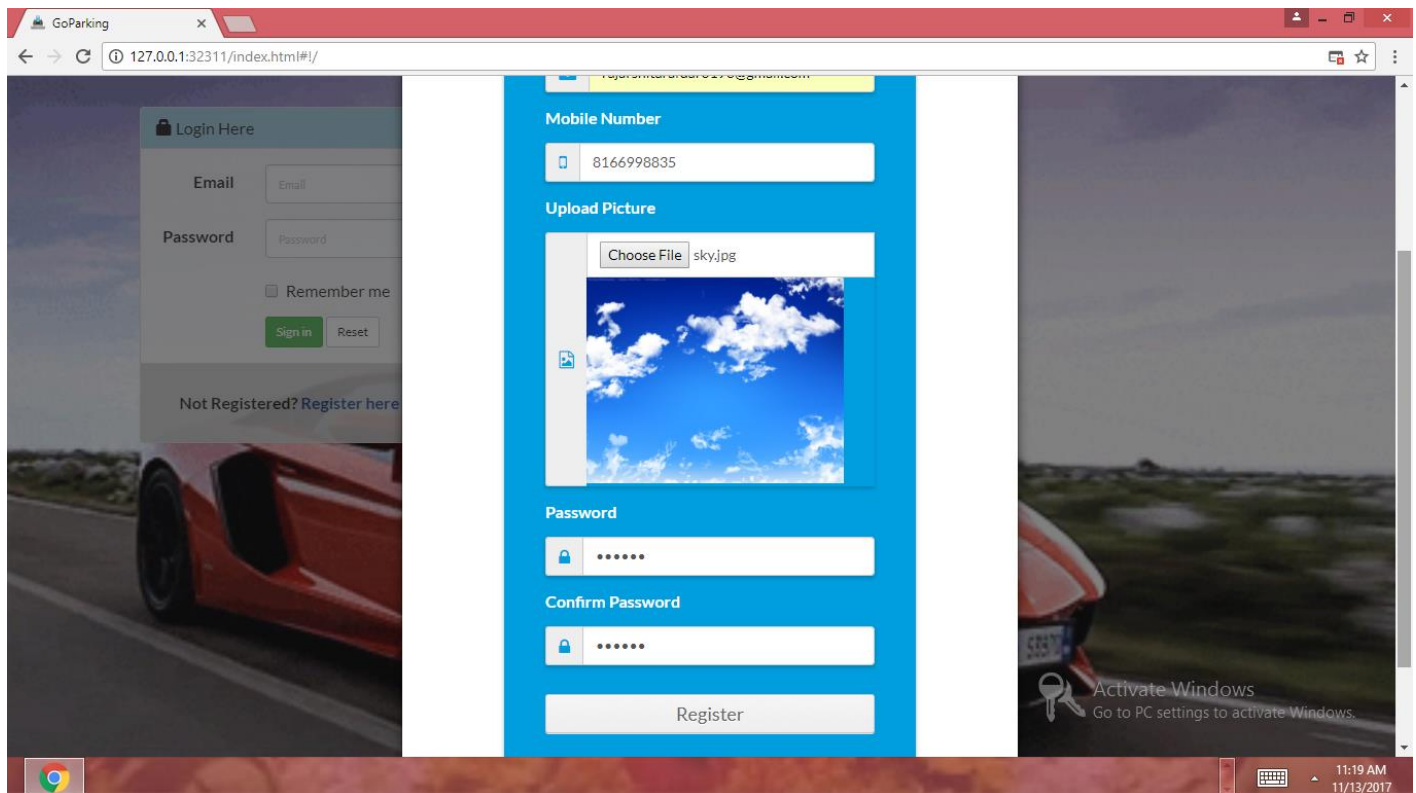 GoParking
127.0.0.1:32311/index.html#!/
Login Here
Email
Email
Password
Password
Remember me
Sign in
Reset
Not Registered? Register here
Mobile Number
8166998835
Upload Picture
Choose File sky.jpg
Password
••••••
Confirm Password
••••••
Register
Activate Windows
Go to PC settings to activate Windows.
11:19 AM
11/13/2017